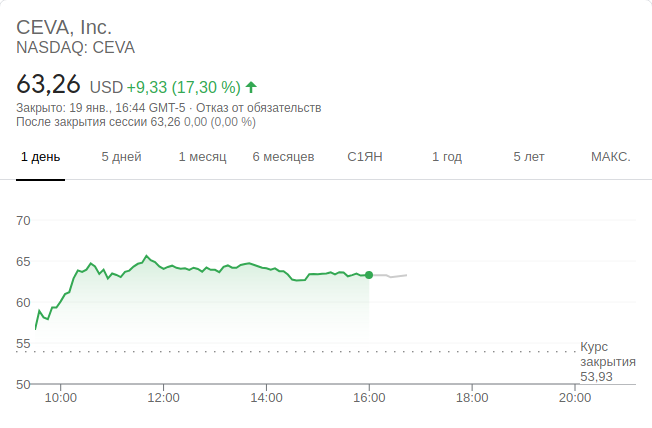 CEVA, Inc.
NASDAQ: CEVA
63,26 USD +9,33 (17,30 %)
Закрыто: 19 янв., 16:44 GMT-5 · Отказ от обязательств
После закрытия сессии 63,26 0,00 (0,00 %)
1 день 5 дней 1 месяц 6 месяцев С1ЯН 1 год 5 лет МАКС.
70
65
60
55
50
Курс
закрытия
53,93
10:00 12:00 14:00 16:00 18:00 20:00